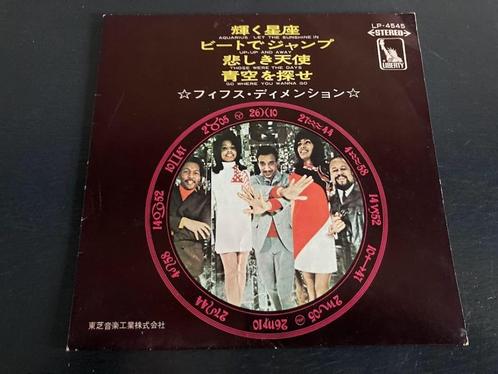 輝く星座
AQUARIUS LET THE SUNSHINE IN
ビートでジャンプ
UP-UP AND AWAY
悲しき天使
THOSE WERE THE DAYS
青空を探せ
GO WHERE YOU WANNA GO
☆フィフス・ディメンション☆
LP-4545
STEREO
LIBERTY
東芝音楽工業株式会社